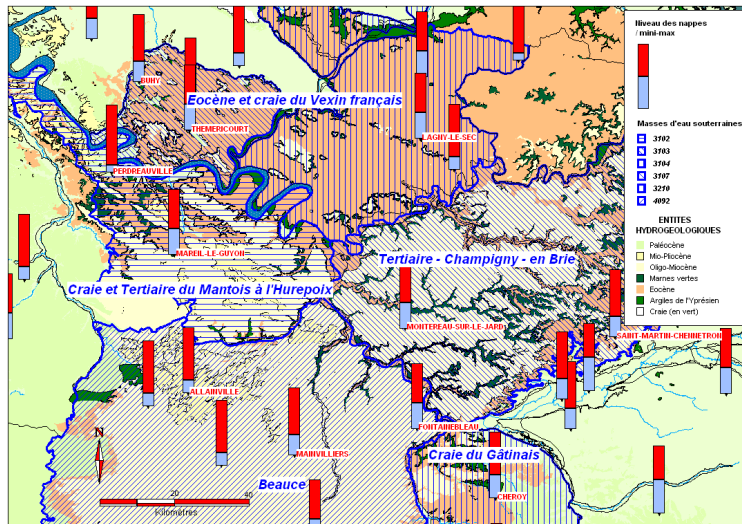 BUHY
Eocène et craie du Vexin français
THEMERICOURT
LAGNY-LE-SEC
PERDREAUVILLE
MAREIL-LE-GUYON
Tertiaire - Champigny - en Brie
Craie et Tertiaire du Mantois à l'Hurepoix
MONTEREAU-SUR-LE-JARD
SAINT-MARTIN-CHENNETRON
ALLAINVILLE
FONTAINEBLEAU
MAINVILLIERS
Craie du Gâtinais
Beauce
CHEROY
N
20
40
Kilomètres
Niveau des nappes
/ mini-max
Masses d'eau souterraines
3102
3103
3104
3107
3210
4092
ENTITES
HYDROGEOLOGIQUES
Paléocène
Mio-Pliocène
Oligo-Miocène
Marnes vertes
Eocène
Argiles de l'Yprésien
Craie (en vert)